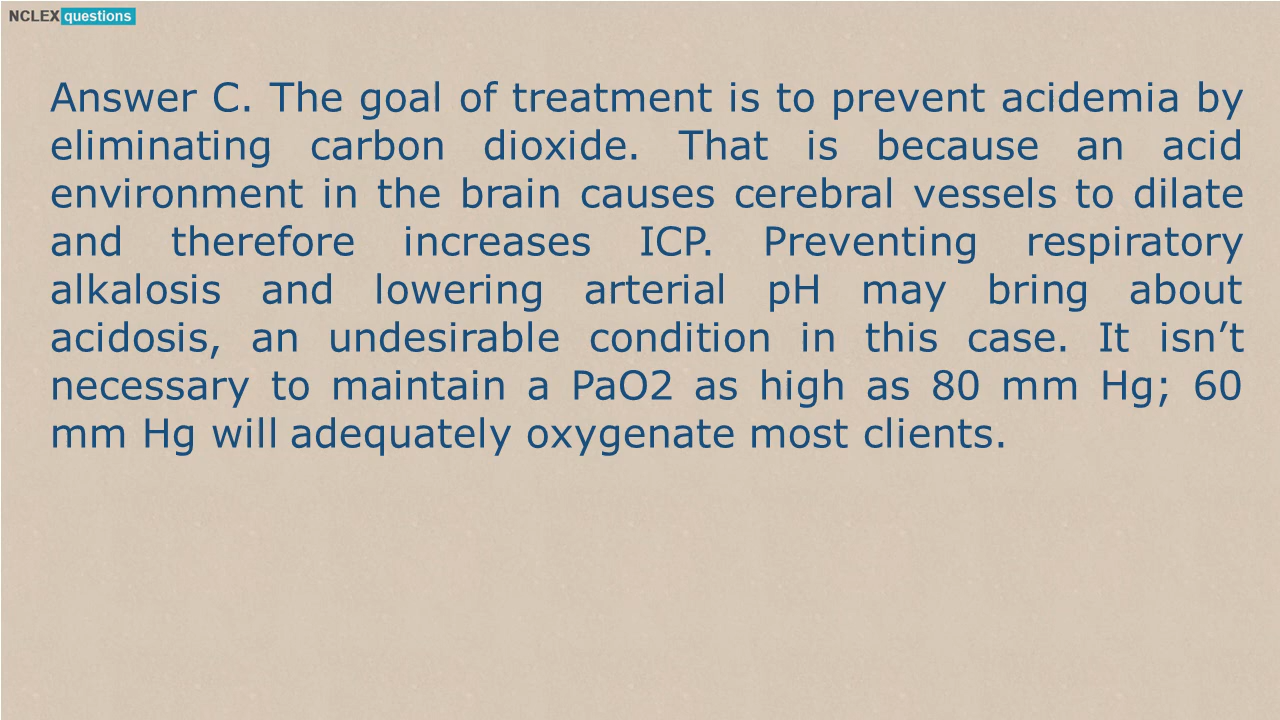 NCLEX questions
Answer C. The goal of treatment is to prevent acidemia by
eliminating carbon dioxide. That is because an acid
environment in the brain causes cerebral vessels to dilate
and therefore increases ICP. Preventing respiratory
alkalosis and lowering arterial pH may bring about
acidosis, an undesirable condition in this case. It isn’t
necessary to maintain a PaO2 as high as 80 mm Hg; 60
mm Hg will adequately oxygenate most clients.